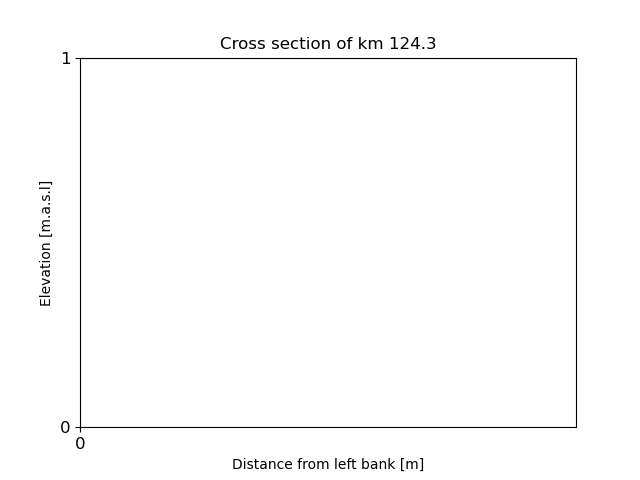 Cross section of km 124.3
1
Elevation [m.a.s.l]
0
0
Distance from left bank [m]